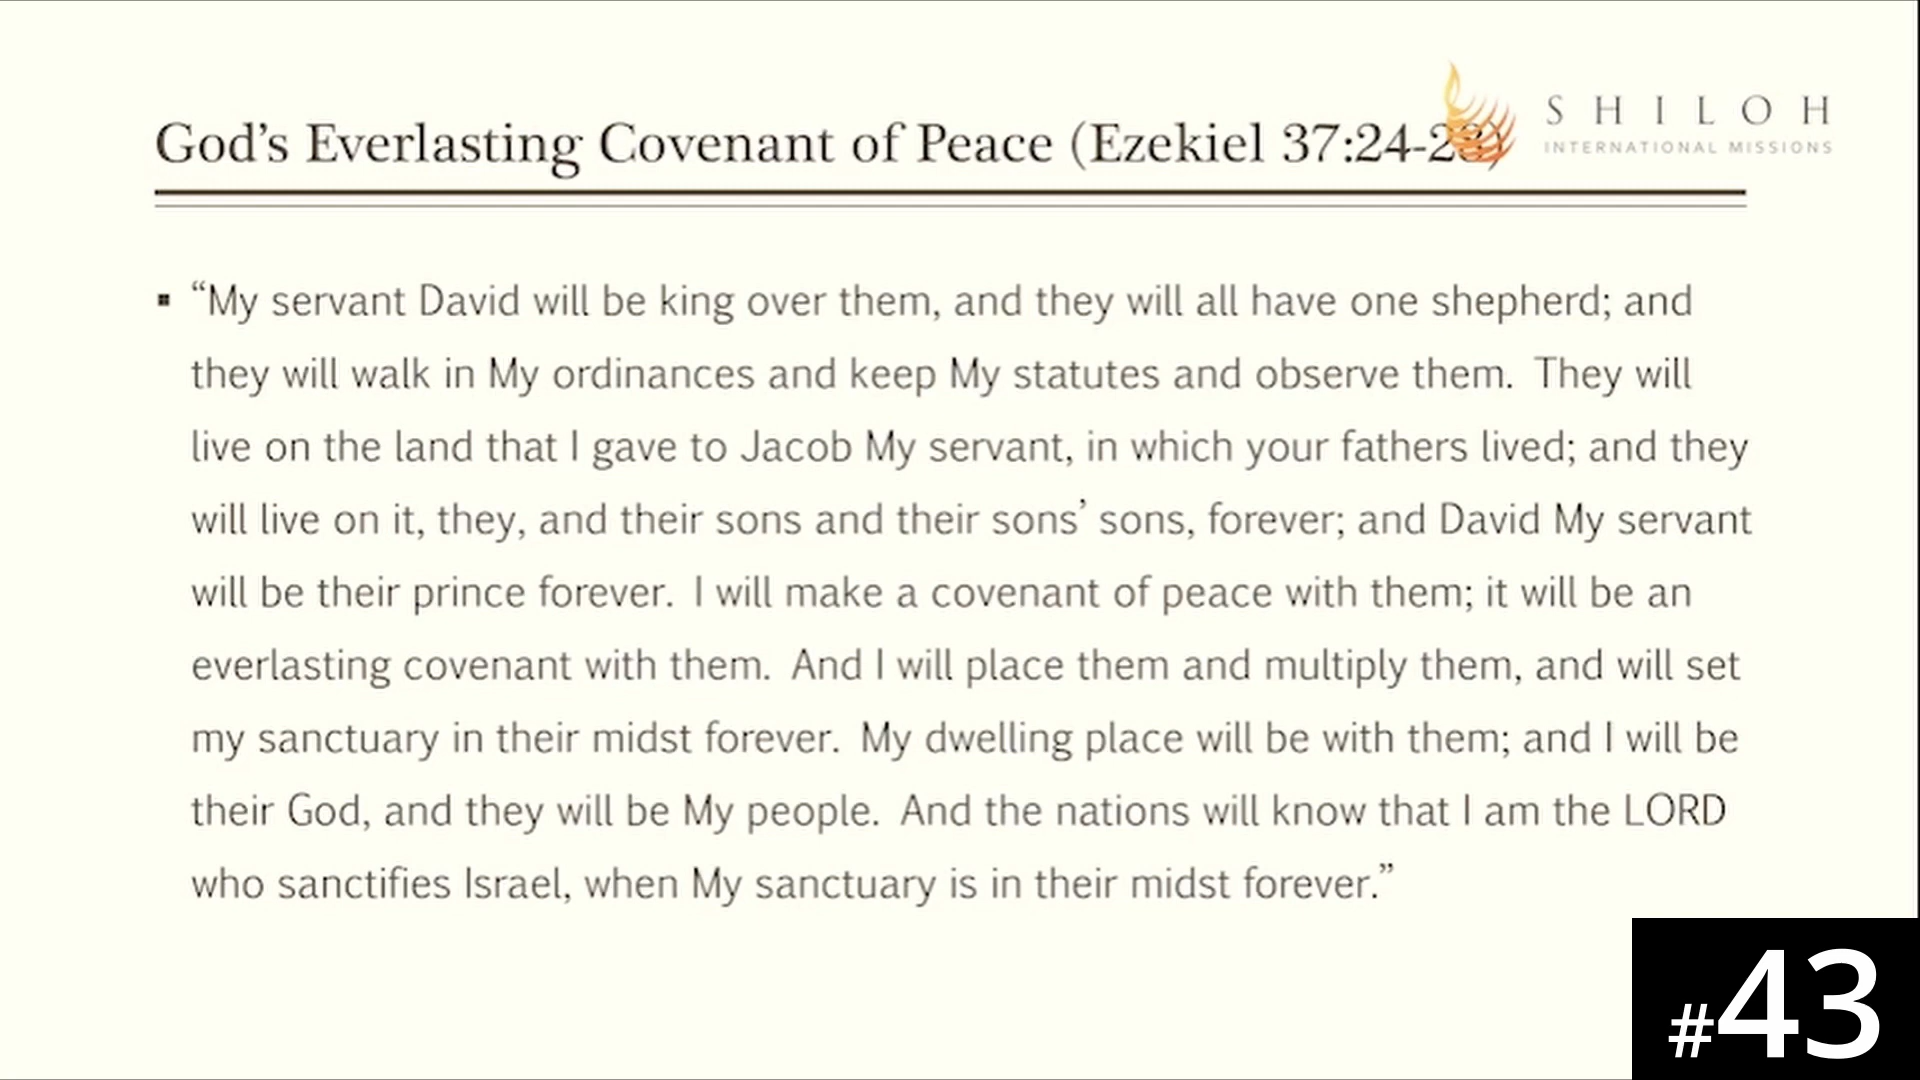 God’s Everlasting Covenant of Peace (Ezekiel 37:24-28)
SHILOH
INTERNATIONAL MISSIONS
▪ “My servant David will be king over them, and they will all have one shepherd; and
they will walk in My ordinances and keep My statutes and observe them.  They will
live on the land that I gave to Jacob My servant, in which your fathers lived; and they
will live on it, they, and their sons and their sons’ sons, forever; and David My servant
will be their prince forever.  I will make a covenant of peace with them; it will be an
everlasting covenant with them.  And I will place them and multiply them, and will set
my sanctuary in their midst forever.  My dwelling place will be with them; and I will be
their God, and they will be My people.  And the nations will know that I am the LORD
who sanctifies Israel, when My sanctuary is in their midst forever.”
#43